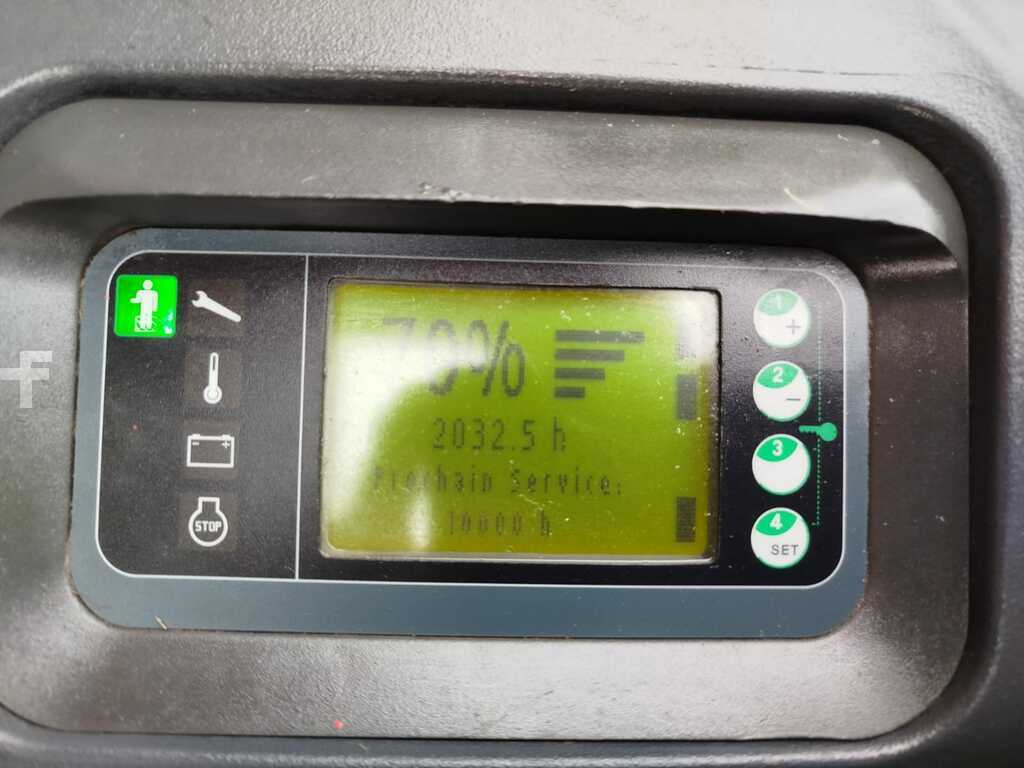 70%
2032.5 h
Prochain Service:
10000 h
STOP
1
+
2
−
3
4
SET
f